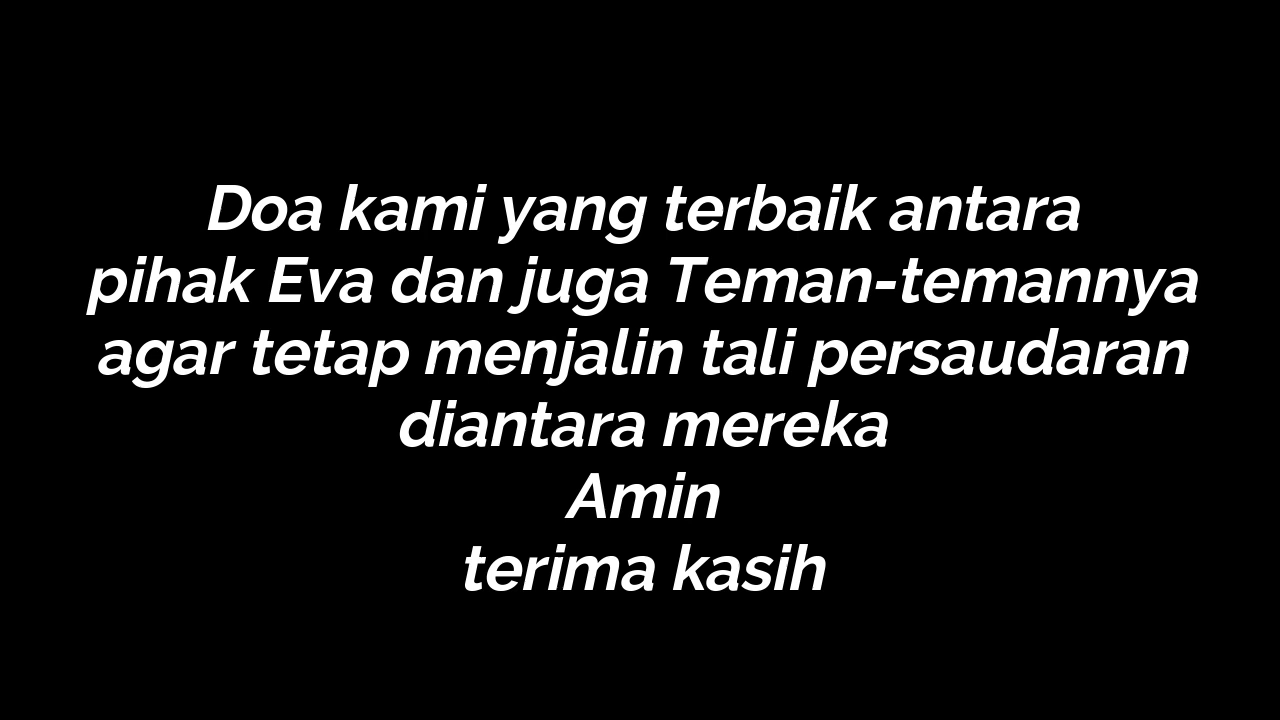 Doa kami yang terbaik antara
pihak Eva dan juga Teman-temannya
agar tetap menjalin tali persaudaran
diantara mereka
Amin
terima kasih